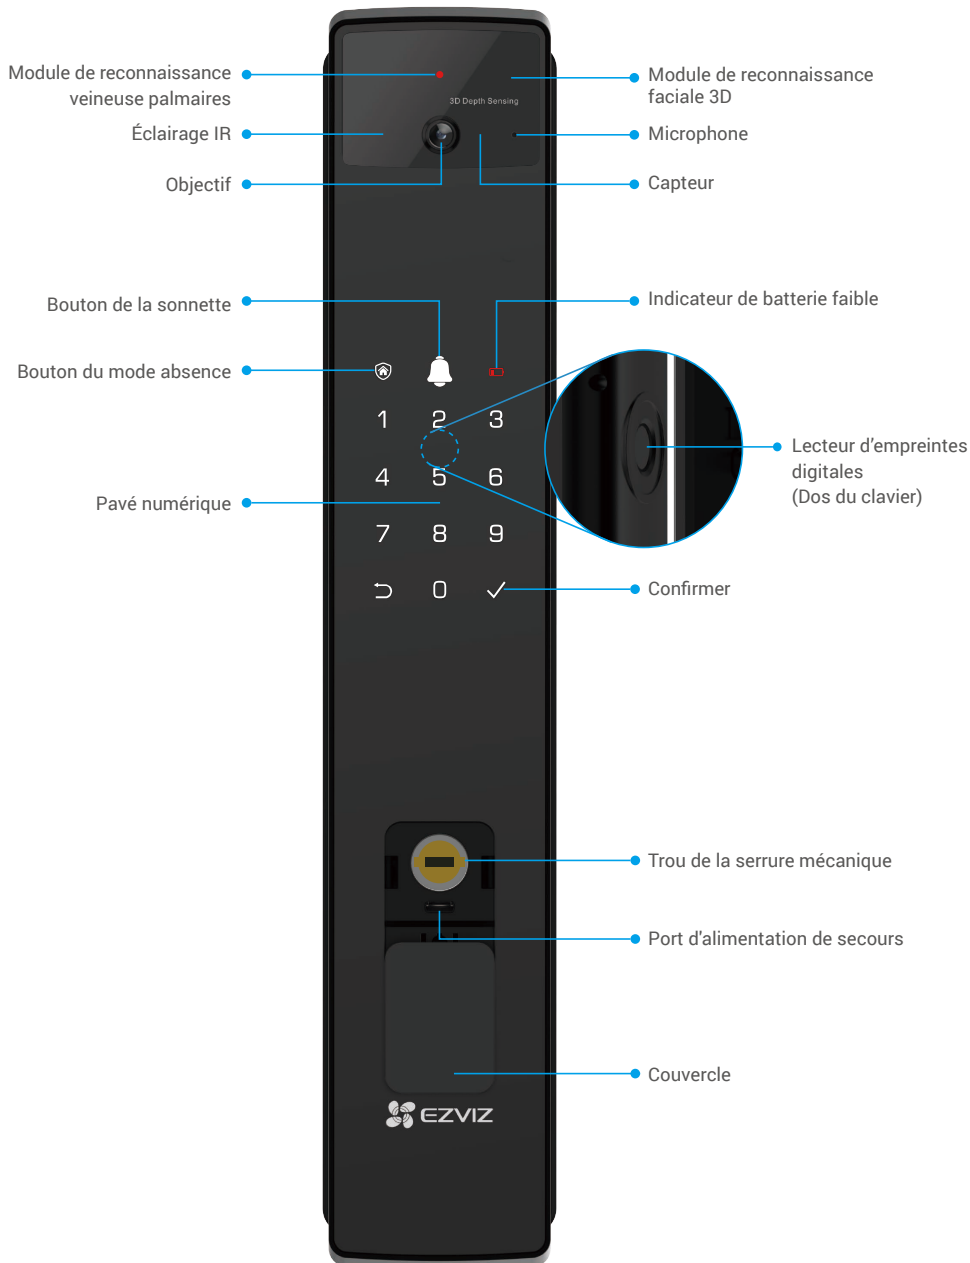 Module de reconnaissance
veineuse palmaires
Module de reconnaissance
faciale 3D
3D Depth Sensing
Éclairage IR
Microphone
Objectif
Capteur
Bouton de la sonnette
Indicateur de batterie faible
Bouton du mode absence
1 2 3
Lecteur d'empreintes
digitales
(Dos du clavier)
4 5 6
Pavé numérique
7 8 9
0
Confirmer
Trou de la serrure mécanique
Port d'alimentation de secours
Couvercle
EZVIZ